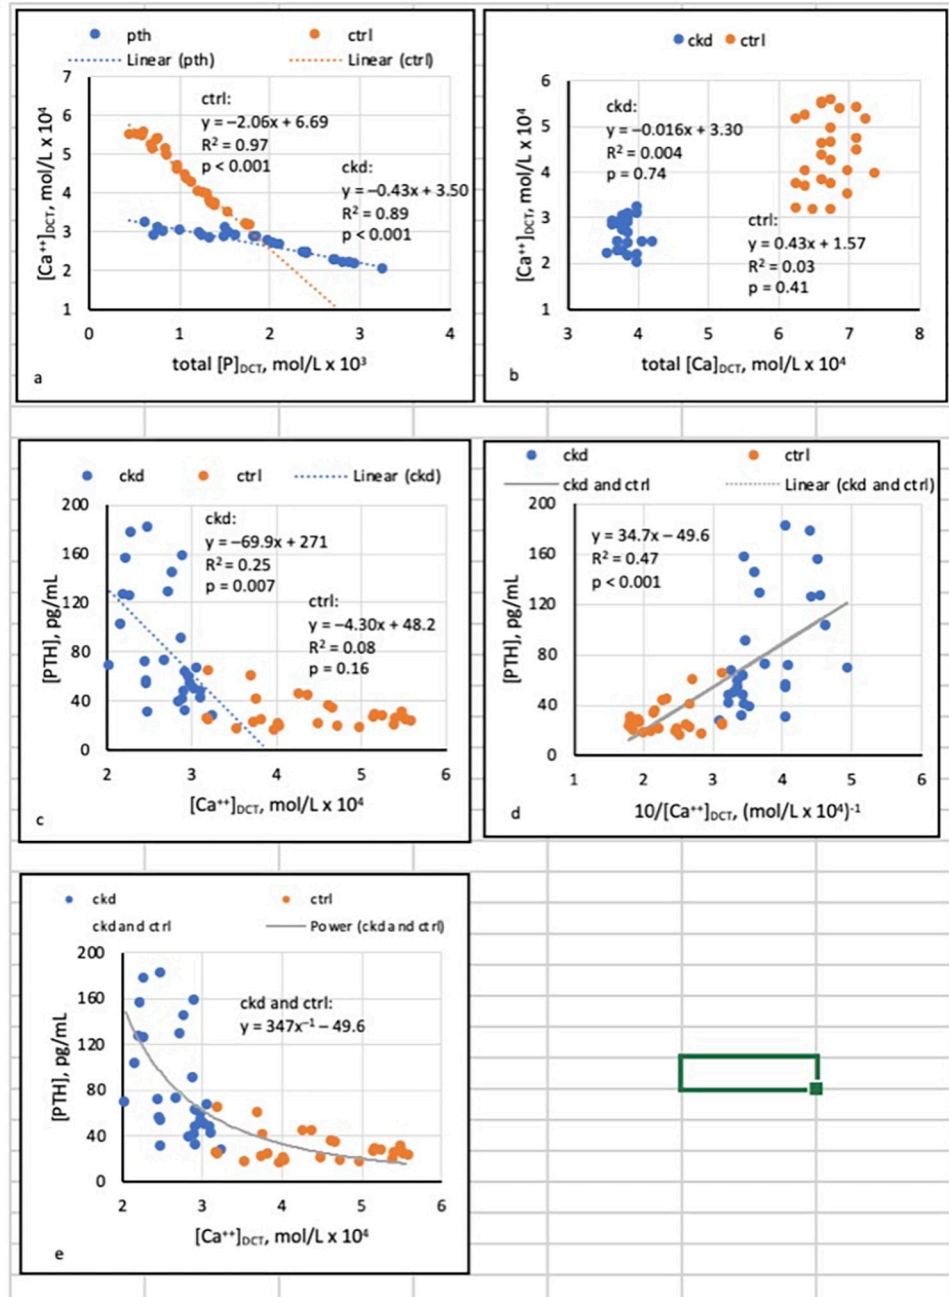 pth ctrl
Linear (pth) Linear (ctrl)
7
6
5
4
3
2
1
0 1 2 3 4
[Ca⁺⁺]DCT, mol/L x 10⁴
ctrl:
y = −2.06x + 6.69
R² = 0.97
p < 0.001
ckd:
y = −0.43x + 3.50
R² = 0.89
p < 0.001
total [P]DCT, mol/L x 10³
a
ckd ctrl
6
5
4
3
2
1
3 4 5 6 7 8
[Ca⁺⁺]DCT, mol/L x 10⁴
ckd:
y = −0.016x + 3.30
R² = 0.004
p = 0.74
ctrl:
y = 0.43x + 1.57
R² = 0.03
p = 0.41
total [Ca]DCT, mol/L x 10⁴
b
ckd ctrl Linear (ckd)
200
160
120
80
40
0
2 3 4 5 6
[PTH], pg/mL
ckd:
y = −69.9x + 271
R² = 0.25
p = 0.007
ctrl:
y = −4.30x + 48.2
R² = 0.08
p = 0.16
[Ca⁺⁺]DCT, mol/L x 10⁴
c
ckd ctrl
ckd and ctrl Linear (ckd and ctrl)
200
160
120
80
40
0
1 2 3 4 5 6
[PTH], pg/mL
y = 34.7x − 49.6
R² = 0.47
p < 0.001
10/[Ca⁺⁺]DCT, (mol/L x 10⁴)⁻¹
d
ckd ctrl
ckd and ctrl Power (ckd and ctrl)
200
160
120
80
40
0
2 3 4 5 6
[PTH], pg/mL
ckd and ctrl:
y = 347x⁻¹ − 49.6
[Ca⁺⁺]DCT, mol/L x 10⁴
e